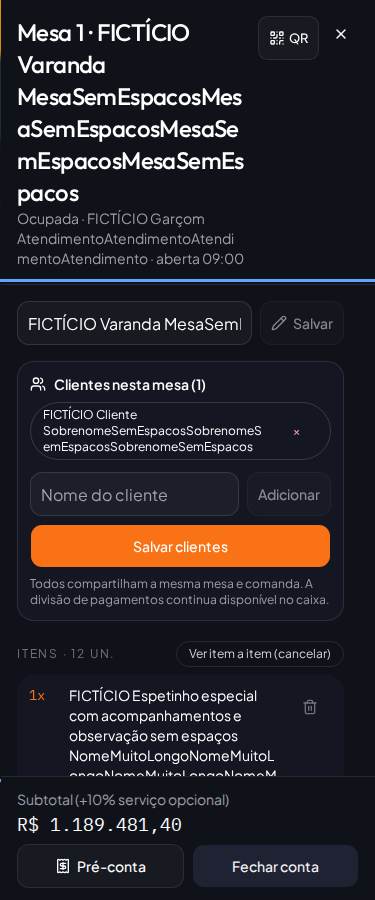 Mesa 1 · FICTÍCIO
Varanda
MesaSemEspacosMes
aSemEspacosMesaSe
mEspacosMesaSemEs
pacos
QR
×
Ocupada · FICTÍCIO Garçom
AtendimentoAtendimentoAtendi
mentoAtendimento · aberta 09:00
FICTÍCIO Varanda MesaSem
Salvar
Clientes nesta mesa (1)
FICTÍCIO Cliente
SobrenomeSemEspacosSobrenomeS
emEspacosSobrenomeSemEspacos
×
Nome do cliente
Adicionar
Salvar clientes
Todos compartilham a mesma mesa e comanda. A
divisão de pagamentos continua disponível no caixa.
ITENS · 12 UN.
Ver item a item (cancelar)
1x
FICTÍCIO Espetinho especial
com acompanhamentos e
observação sem espaços
NomeMuitoLongoNomeMuitoL
ongoNomeMuitoLongoNomeM
Subtotal (+10% serviço opcional)
R$ 1.189.481,40
Pré-conta
Fechar conta